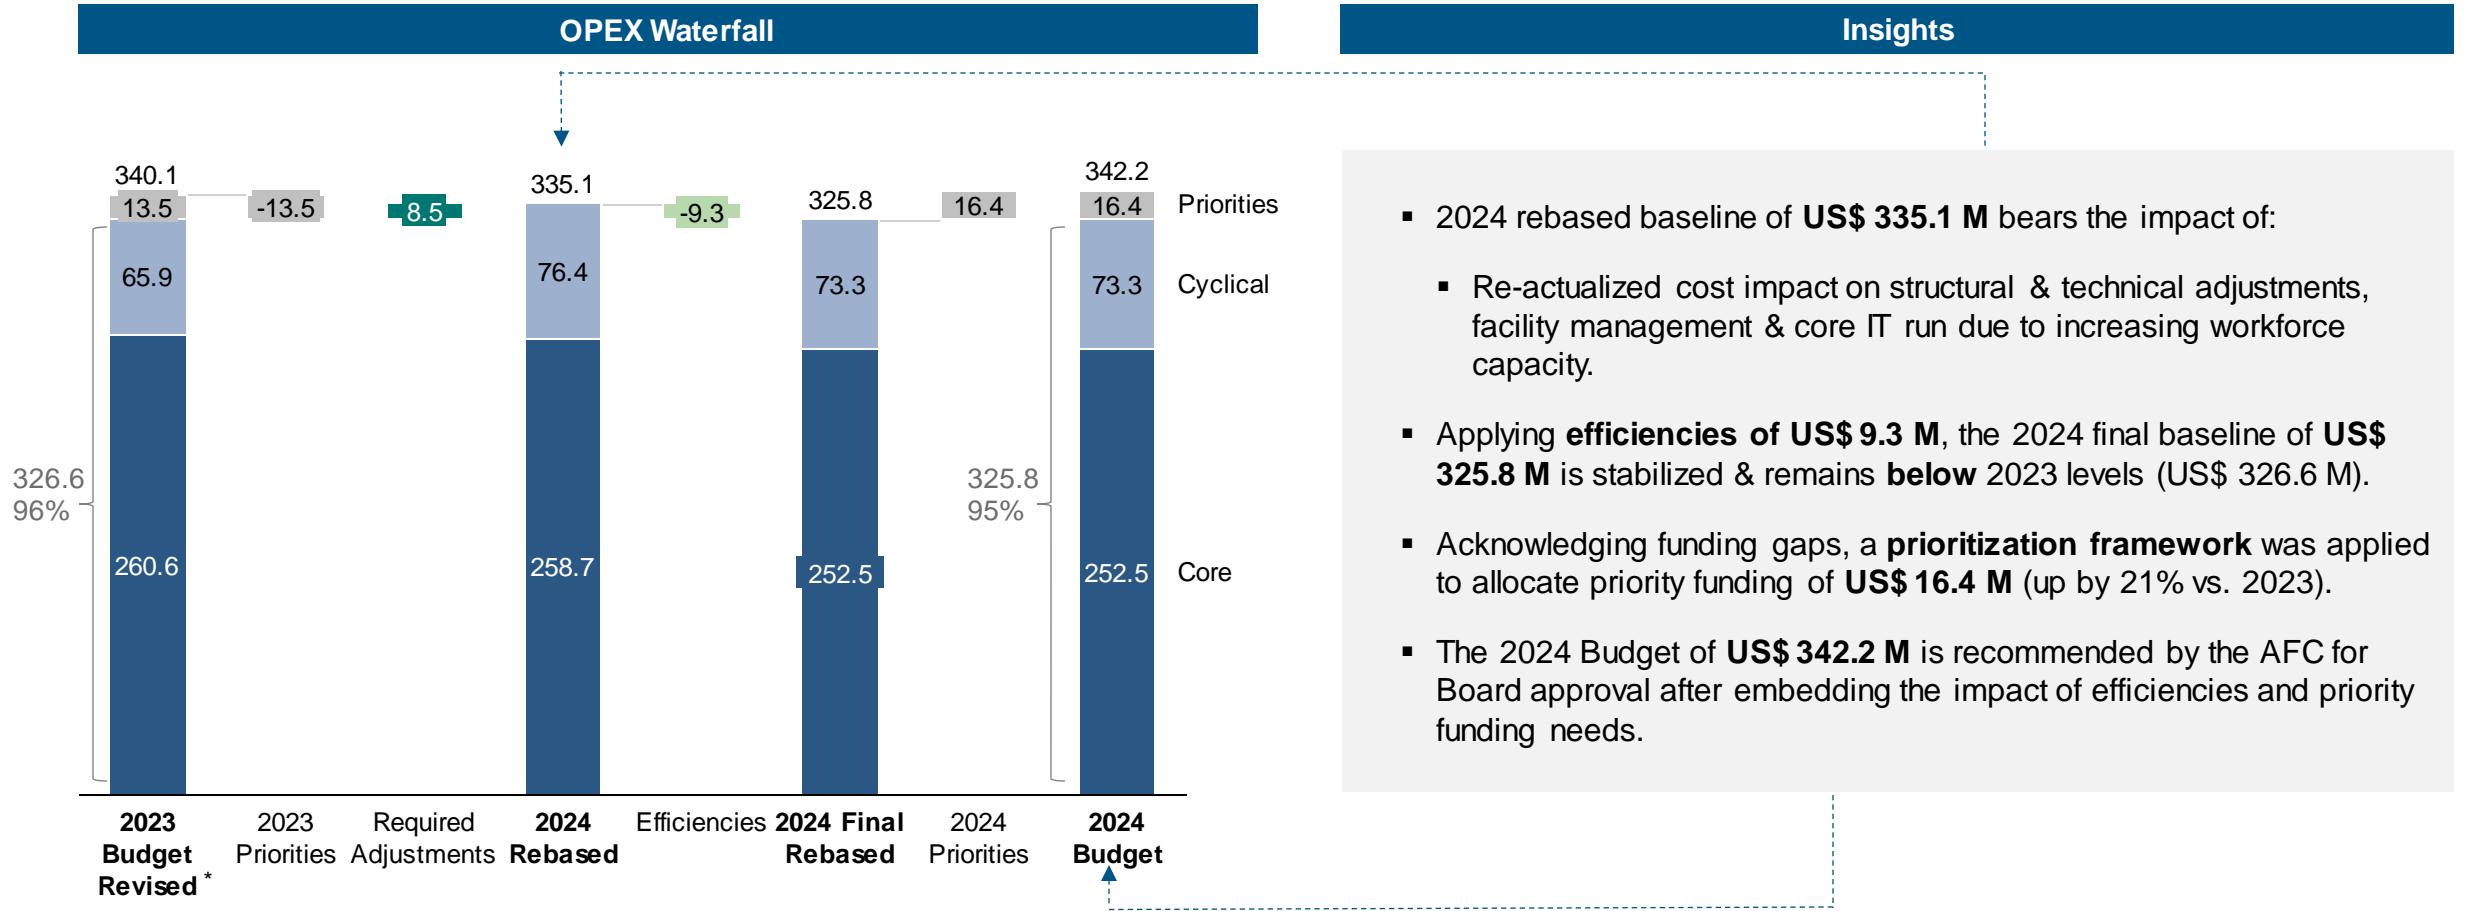 OPEX Waterfall
340.1
13.5
65.9
260.6
326.6
96%
-13.5
8.5
335.1
76.4
258.7
-9.3
325.8
73.3
252.5
16.4
325.8
95%
342.2
16.4
73.3
252.5
Priorities
Cyclical
Core
2023
Budget
Revised *
2023
Priorities
Required
Adjustments
2024
Rebased
Efficiencies
2024 Final
Rebased
2024
Priorities
2024
Budget
Insights
▪ 2024 rebased baseline of US$ 335.1 M bears the impact of:
▪ Re-actualized cost impact on structural & technical adjustments,
facility management & core IT run due to increasing workforce
capacity.
▪ Applying efficiencies of US$ 9.3 M, the 2024 final baseline of US$
325.8 M is stabilized & remains below 2023 levels (US$ 326.6 M).
▪ Acknowledging funding gaps, a prioritization framework was applied
to allocate priority funding of US$ 16.4 M (up by 21% vs. 2023).
▪ The 2024 Budget of US$ 342.2 M is recommended by the AFC for
Board approval after embedding the impact of efficiencies and priority
funding needs.